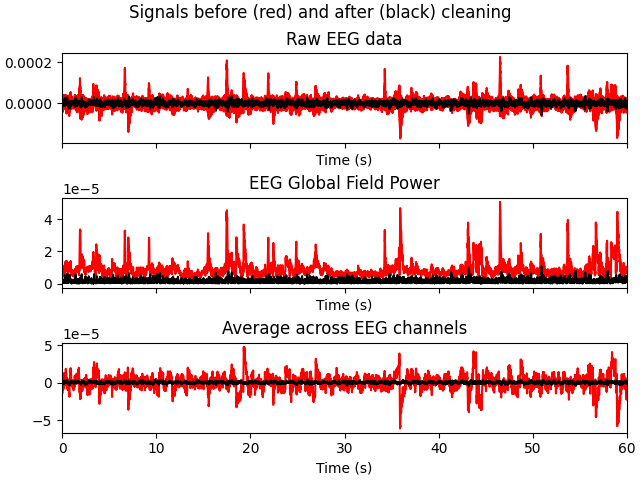 Signals before (red) and after (black) cleaning
Raw EEG data
0.0002
0.0000
Time (s)
EEG Global Field Power
1e−5
4
2
0
Time (s)
Average across EEG channels
1e−5
5
0
−5
0 10 20 30 40 50 60
Time (s)